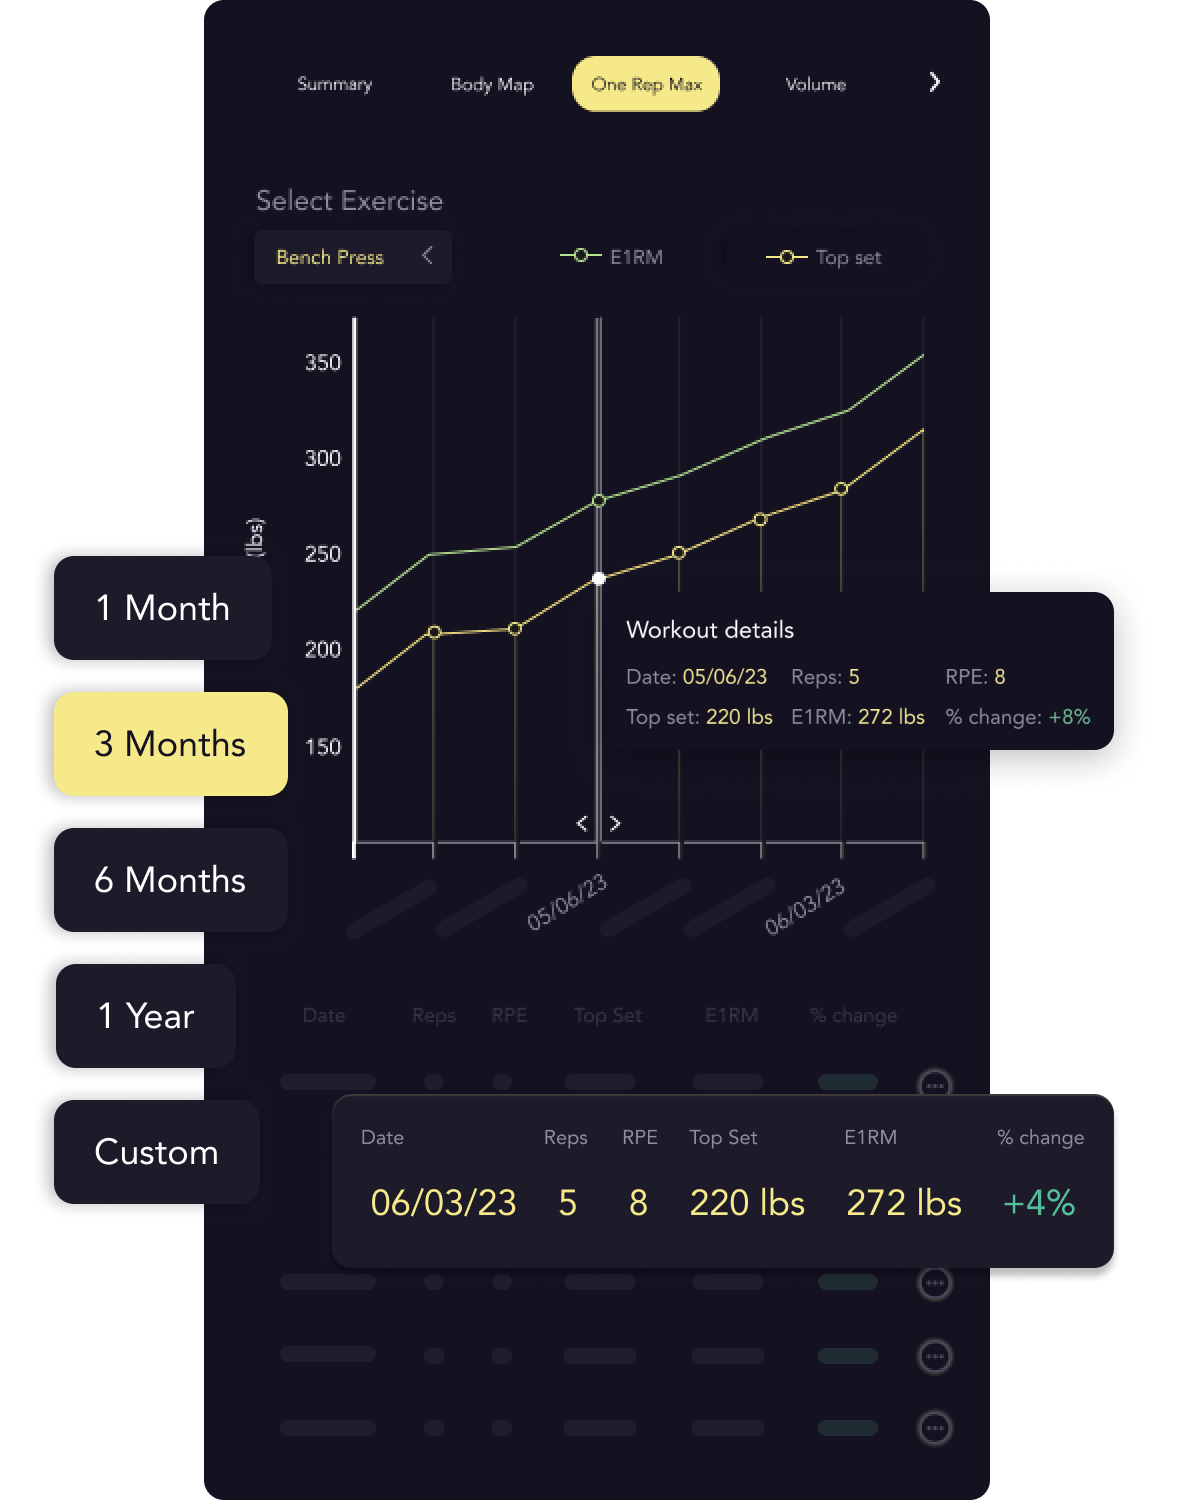 Summary Body Map One Rep Max Volume
Select Exercise
Bench Press
E1RM Top set
350
300
(lbs)
250
200
150
1 Month
3 Months
6 Months
1 Year
Custom
Workout details
Date: 05/06/23 Reps: 5 RPE: 8
Top set: 220 lbs E1RM: 272 lbs % change: +8%
05/06/23 06/03/23
Date Reps RPE Top Set E1RM % change
Date Reps RPE Top Set E1RM % change
06/03/23 5 8 220 lbs 272 lbs +4%